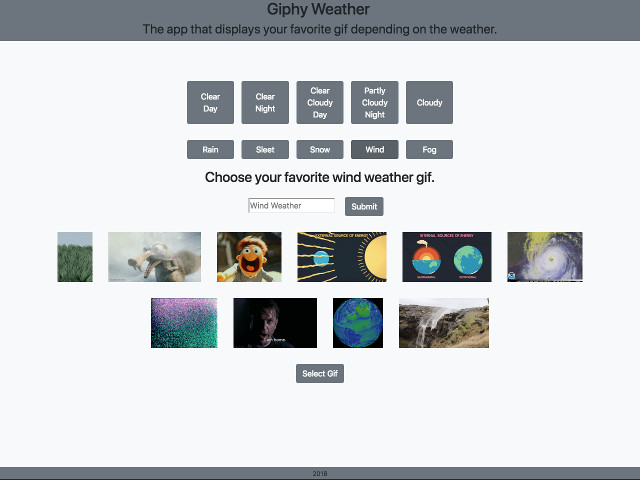 Giphy Weather
The app that displays your favorite gif depending on the weather.
Clear
Day
Clear
Night
Clear
Cloudy
Day
Partly
Cloudy
Night
Cloudy
Rain
Sleet
Snow
Wind
Fog
Choose your favorite wind weather gif.
Wind Weather
Submit
EXTERNAL SOURCE OF ENERGY
INTERNAL SOURCES OF ENERGY
home.
Select Gif
2018